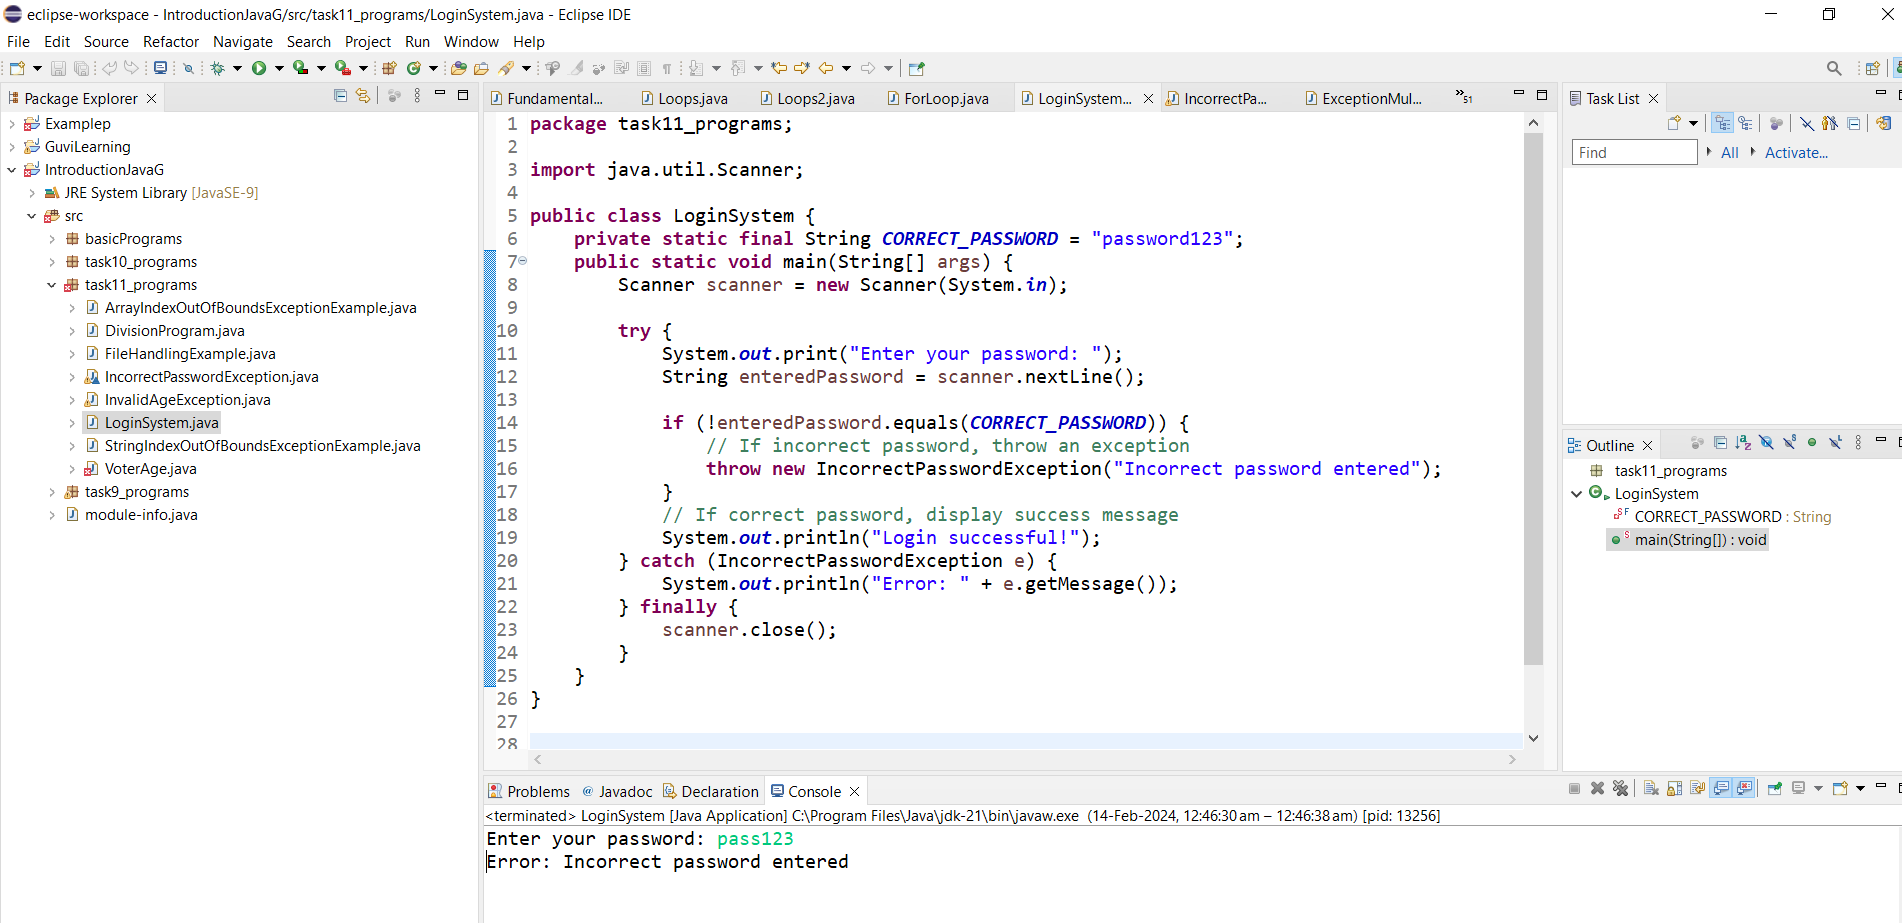 eclipse-workspace - IntroductionJavaG/src/task11_programs/LoginSystem.java - Eclipse IDE
File Edit Source Refactor Navigate Search Project Run Window Help
Package Explorer
Examplep
GuviLearning
IntroductionJavaG
JRE System Library [JavaSE-9]
src
basicPrograms
task10_programs
task11_programs
ArrayIndexOutOfBoundsExceptionExample.java
DivisionProgram.java
FileHandlingExample.java
IncorrectPasswordException.java
InvalidAgeException.java
LoginSystem.java
StringIndexOutOfBoundsExceptionExample.java
VoterAge.java
task9_programs
module-info.java
Fundamental... Loops.java Loops2.java ForLoop.java LoginSystem... IncorrectPa... ExceptionMul... »51
1 package task11_programs;
2
3 import java.util.Scanner;
4
5 public class LoginSystem {
6     private static final String CORRECT_PASSWORD = "password123";
7     public static void main(String[] args) {
8         Scanner scanner = new Scanner(System.in);
9
10         try {
11             System.out.print("Enter your password: ");
12             String enteredPassword = scanner.nextLine();
13
14             if (!enteredPassword.equals(CORRECT_PASSWORD)) {
15                 // If incorrect password, throw an exception
16                 throw new IncorrectPasswordException("Incorrect password entered");
17             }
18             // If correct password, display success message
19             System.out.println("Login successful!");
20         } catch (IncorrectPasswordException e) {
21             System.out.println("Error: " + e.getMessage());
22         } finally {
23             scanner.close();
24         }
25     }
26 }
27
28
Task List
Find All Activate...
Outline
task11_programs
LoginSystem
CORRECT_PASSWORD : String
main(String[]) : void
Problems Javadoc Declaration Console
<terminated> LoginSystem [Java Application] C:\Program Files\Java\jdk-21\bin\javaw.exe (14-Feb-2024, 12:46:30 am – 12:46:38 am) [pid: 13256]
Enter your password: pass123
Error: Incorrect password entered